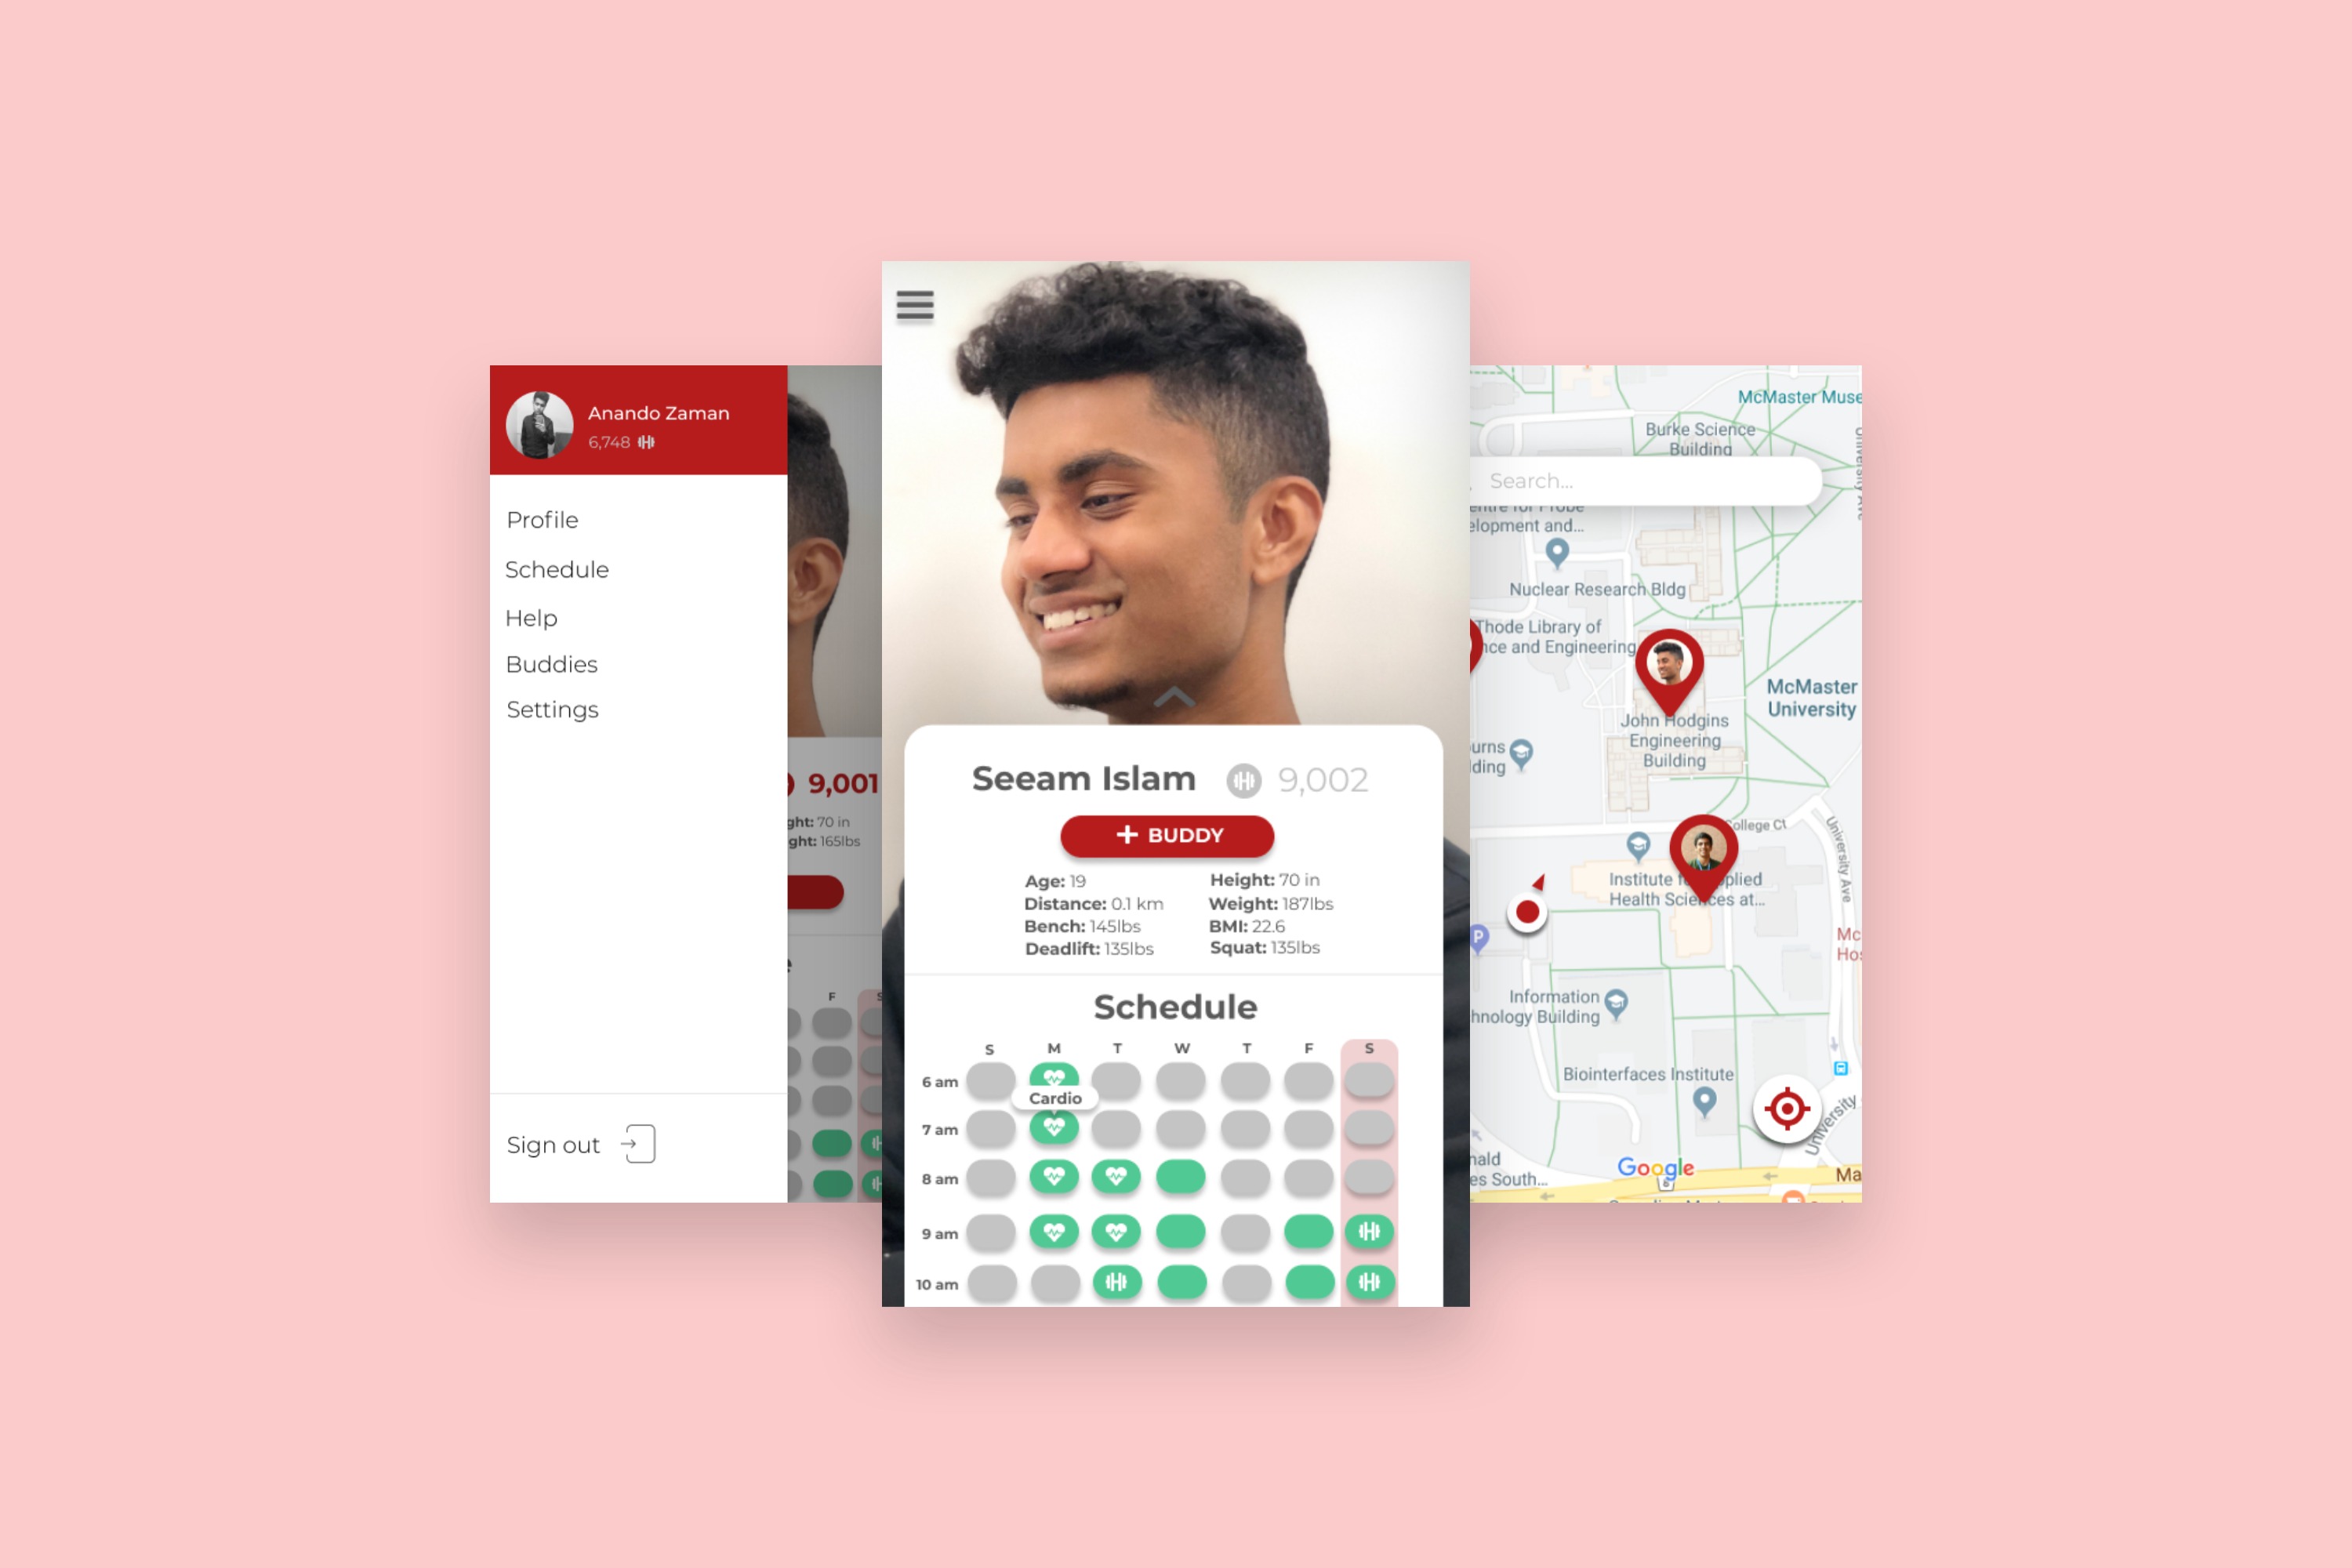 Anando Zaman
6,748
Profile
Schedule
Help
Buddies
Settings
Sign out
9,001
ght: 70 in
ght: 165lbs
F
S
Seeam Islam 9,002
+ BUDDY
Age: 19 Height: 70 in
Distance: 0.1 km Weight: 187lbs
Bench: 145lbs BMI: 22.6
Deadlift: 135lbs Squat: 135lbs
Schedule
S M T W T F S
6 am
Cardio
7 am
8 am
9 am
10 am
McMaster Muse
Burke Science
Building
University Ave
Search...
entre for Probe
elopment and...
Nuclear Research Bldg
Thode Library of
nce and Engineering
McMaster
University
John Hodgins
Engineering
Building
urns
lding
College Ct
University Ave
Institute f plied
Health Sciences at...
P
Mc
Hos
Information
hnology Building
Biointerfaces Institute
University
nald
es South...
Google
Ma